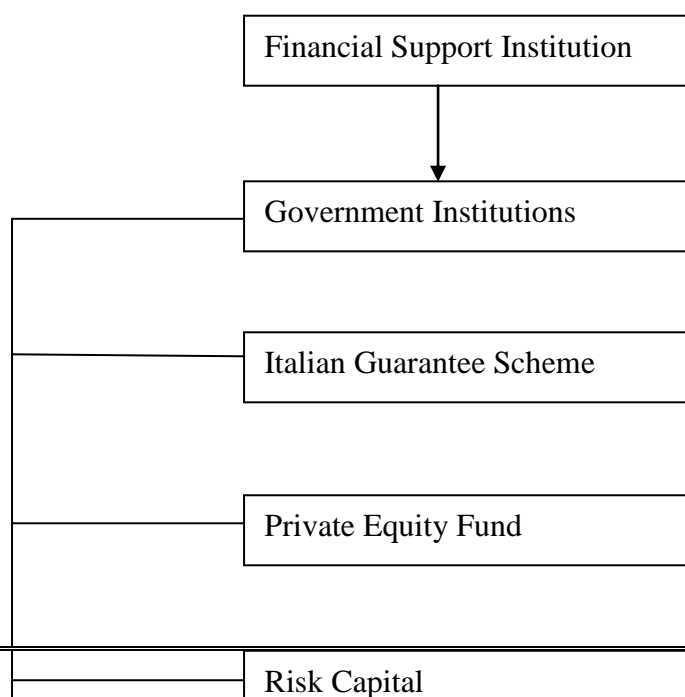 Financial Support Institution
Government Institutions
Italian Guarantee Scheme
Private Equity Fund
Risk Capital